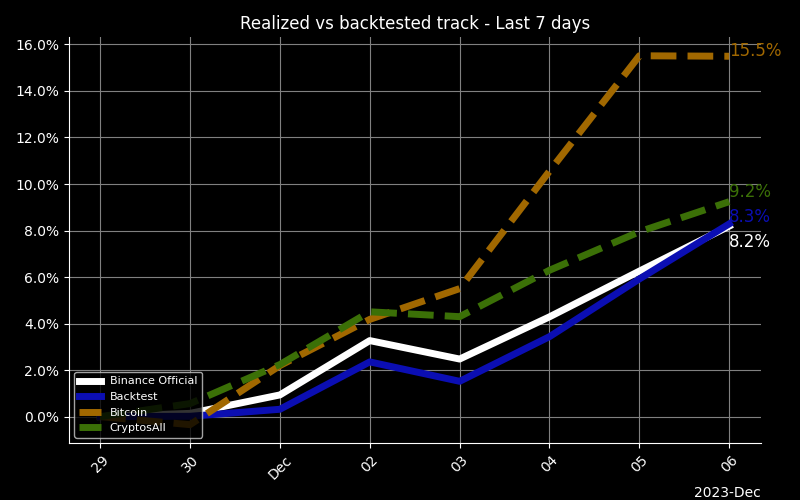 Realized vs backtested track - Last 7 days
16.0%
14.0%
12.0%
10.0%
8.0%
6.0%
4.0%
2.0%
0.0%
15.5%
9.2%
8.3%
8.2%
Binance Official
Backtest
Bitcoin
CryptosAll
29
30
Dec
02
03
04
05
06
2023-Dec